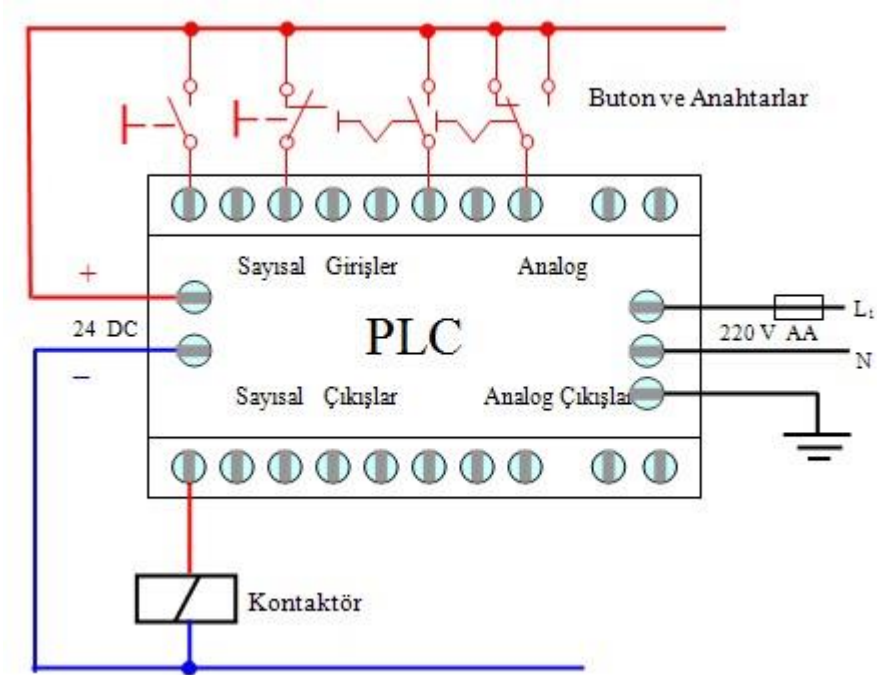 Buton ve Anahtarlar
Sayısal Girişler
Analog
+
24 DC
−
PLC
220 V AA
L₁
N
Sayısal Çıkışlar
Analog Çıkışlar
Kontaktör